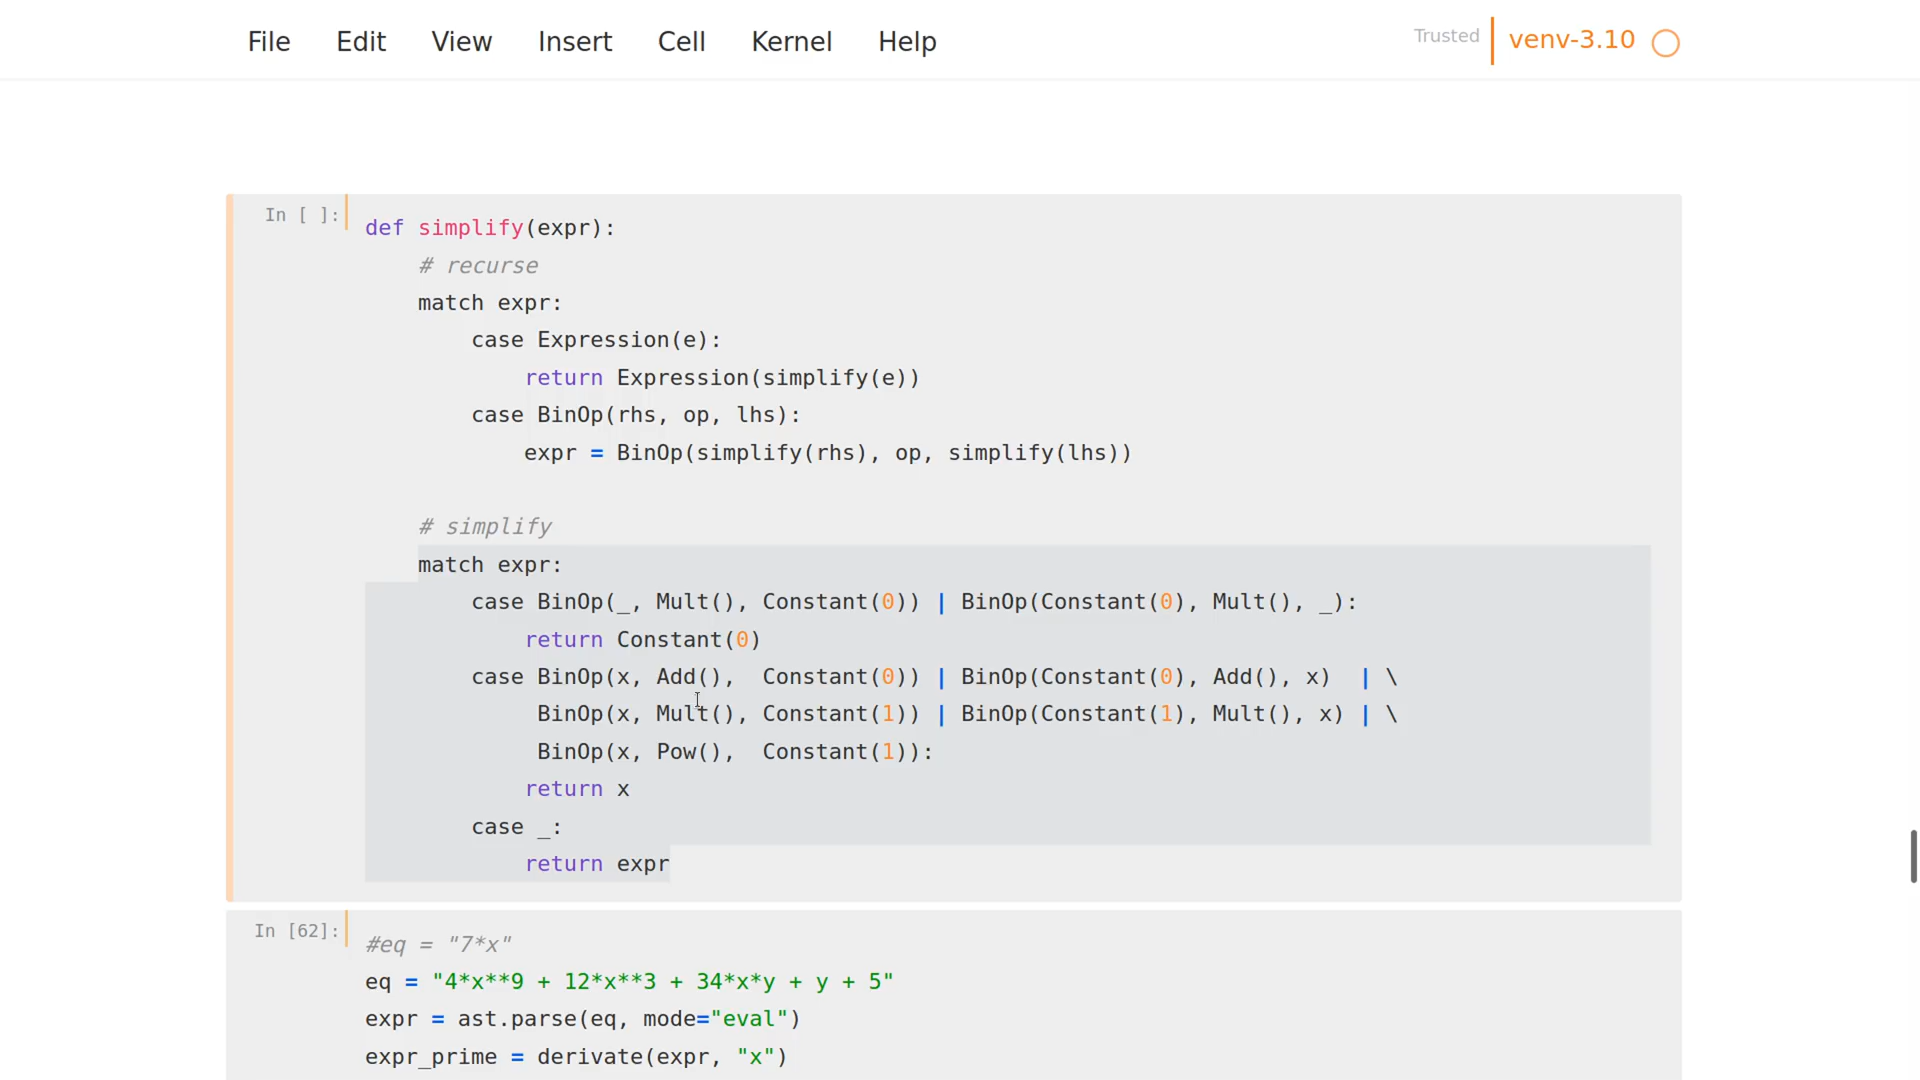 File Edit View Insert Cell Kernel Help Trusted venv-3.10
In [ ]: def simplify(expr):
    # recurse
    match expr:
        case Expression(e):
            return Expression(simplify(e))
        case BinOp(rhs, op, lhs):
            expr = BinOp(simplify(rhs), op, simplify(lhs))
    # simplify
    match expr:
        case BinOp(_, Mult(), Constant(0)) | BinOp(Constant(0), Mult(), _):
            return Constant(0)
        case BinOp(x, Add(),  Constant(0)) | BinOp(Constant(0), Add(), x)  | \
             BinOp(x, Mult(), Constant(1)) | BinOp(Constant(1), Mult(), x) | \
             BinOp(x, Pow(),  Constant(1)):
            return x
        case _:
            return expr
In [62]: #eq = "7*x"
eq = "4*x**9 + 12*x**3 + 34*x*y + y + 5"
expr = ast.parse(eq, mode="eval")
expr_prime = derivate(expr, "x")